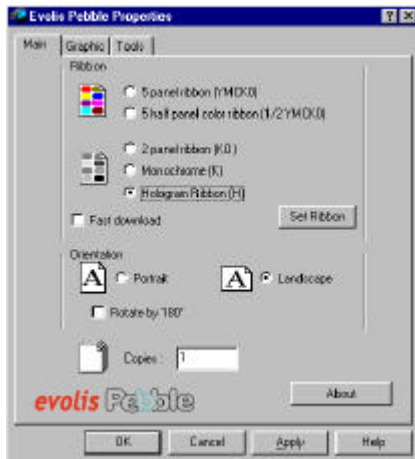 Evolis Pebble Properties
Main Graphic Tools
Ribbon
5 panel ribbon (YMCKO)
5 half panel color ribbon (1/2 YMCKO)
2 panel ribbon (KO)
Monochrome (K)
Hologram Ribbon (H)
Fast download
Set Ribbon
Orientation
A Portrait A Landscape
Rotate by 180°
Copies : 1
evolis Pebble
About
OK Cancel Apply Help